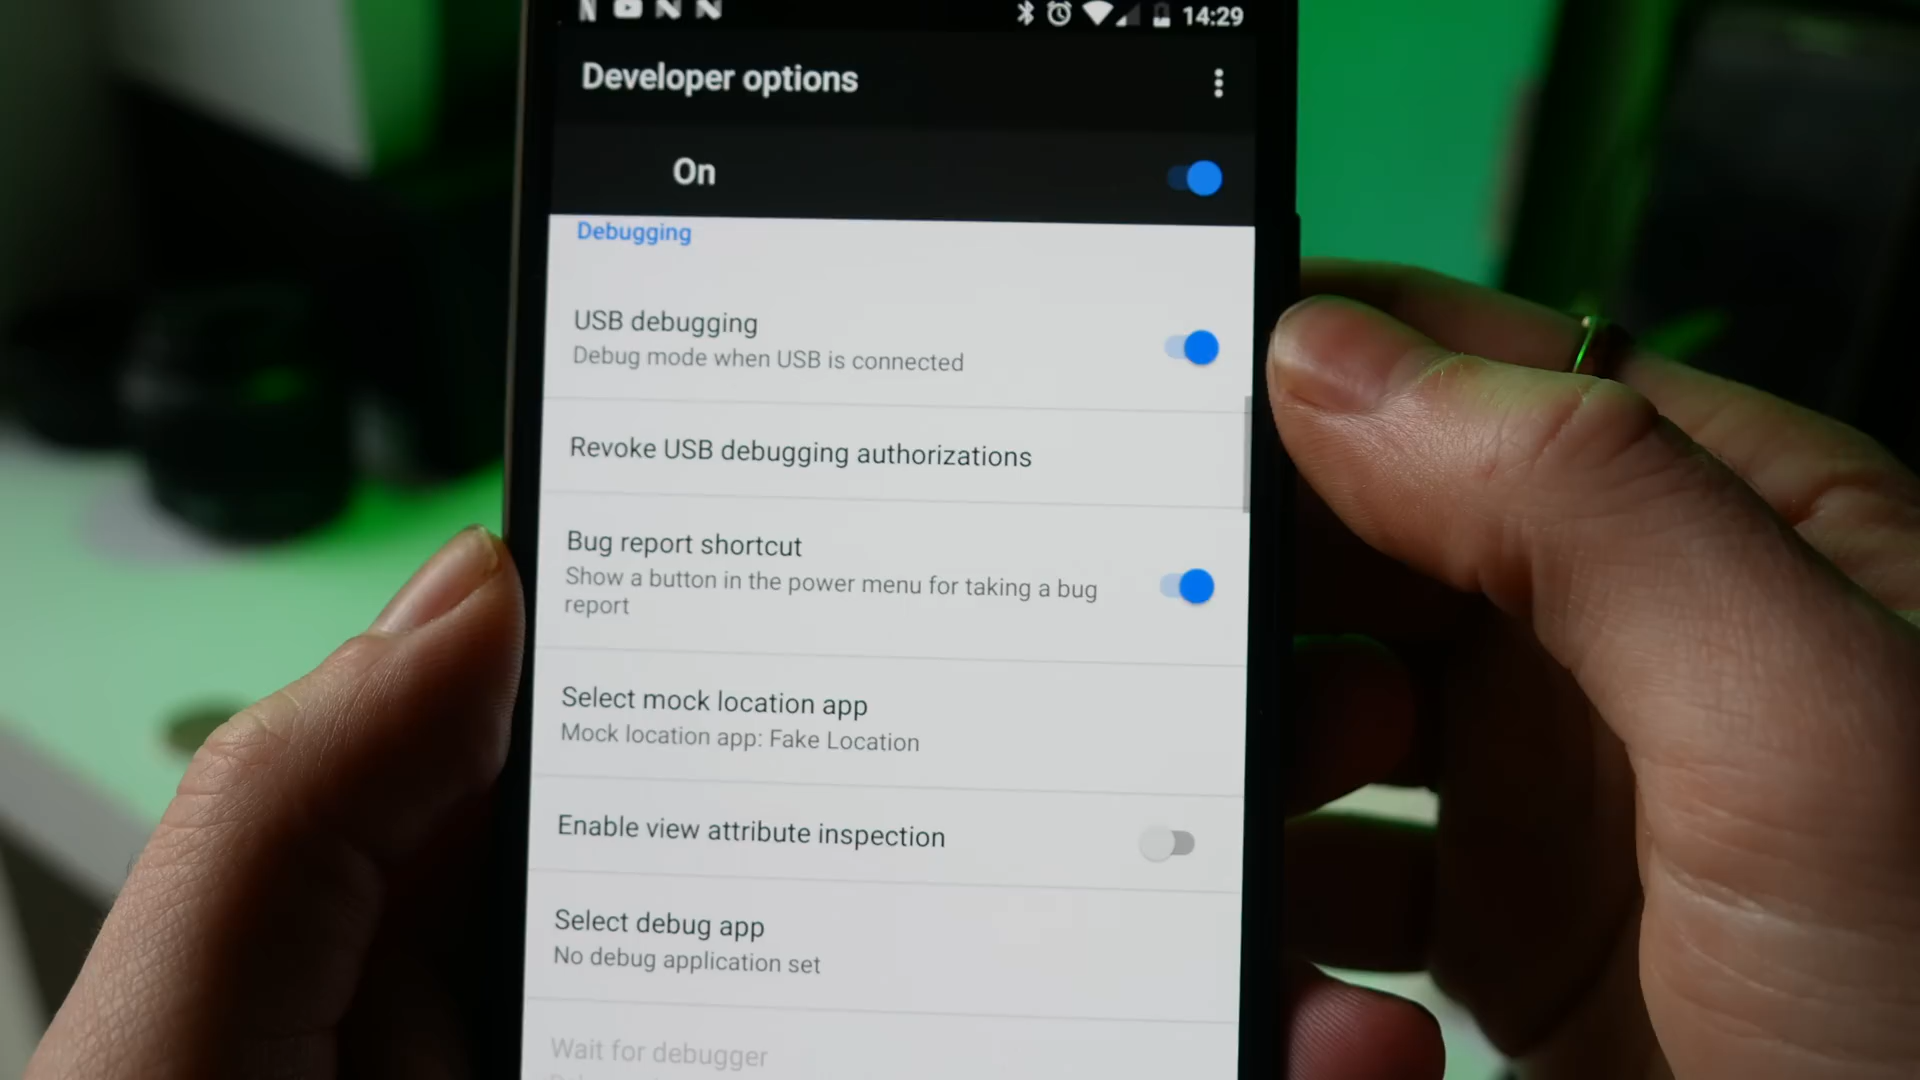 14:29
Developer options
On
Debugging
USB debugging
Debug mode when USB is connected
Revoke USB debugging authorizations
Bug report shortcut
Show a button in the power menu for taking a bug
report
Select mock location app
Mock location app: Fake Location
Enable view attribute inspection
Select debug app
No debug application set
Wait for debugger